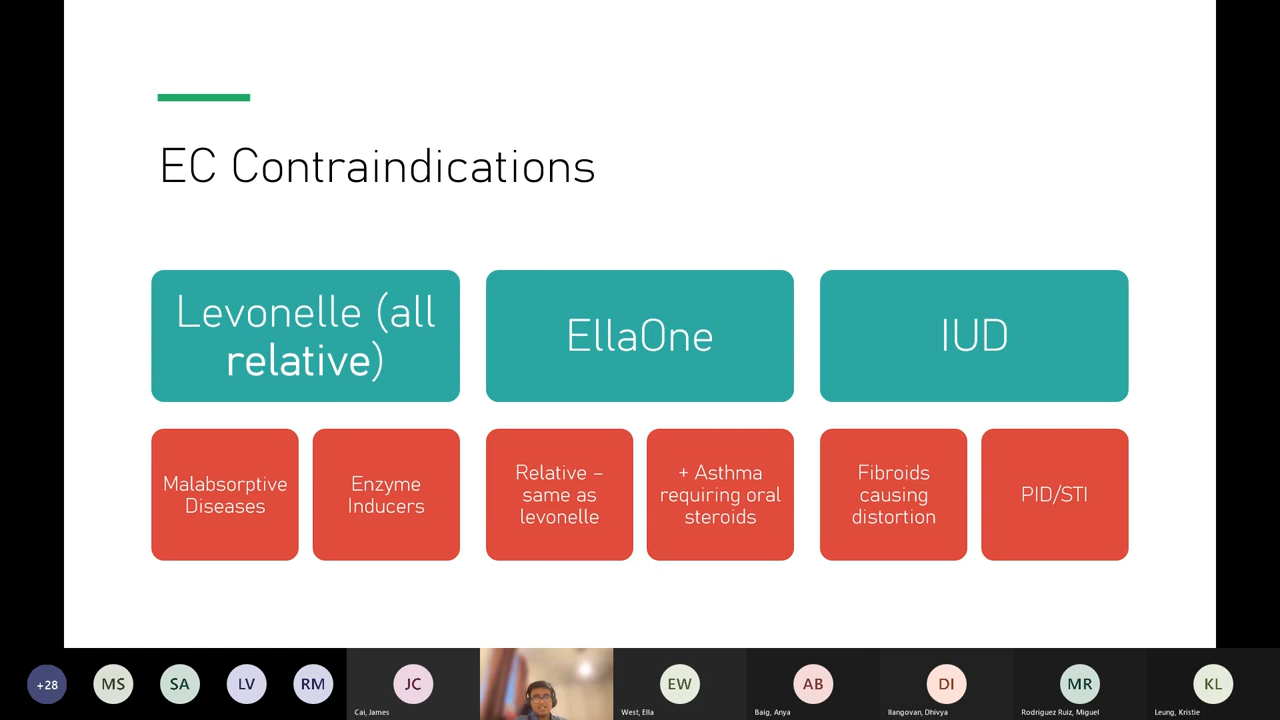 EC Contraindications
Levonelle (all
relative)
EllaOne
IUD
Malabsorptive
Diseases
Enzyme
Inducers
Relative –
same as
levonelle
+ Asthma
requiring oral
steroids
Fibroids
causing
distortion
PID/STI
+28
MS
SA
LV
RM
JC
Cai, James
EW
West, Ella
AB
Baig, Anya
DI
Ilangovan, Dhivya
MR
Rodriguez Ruiz, Miguel
KL
Leung, Kristie